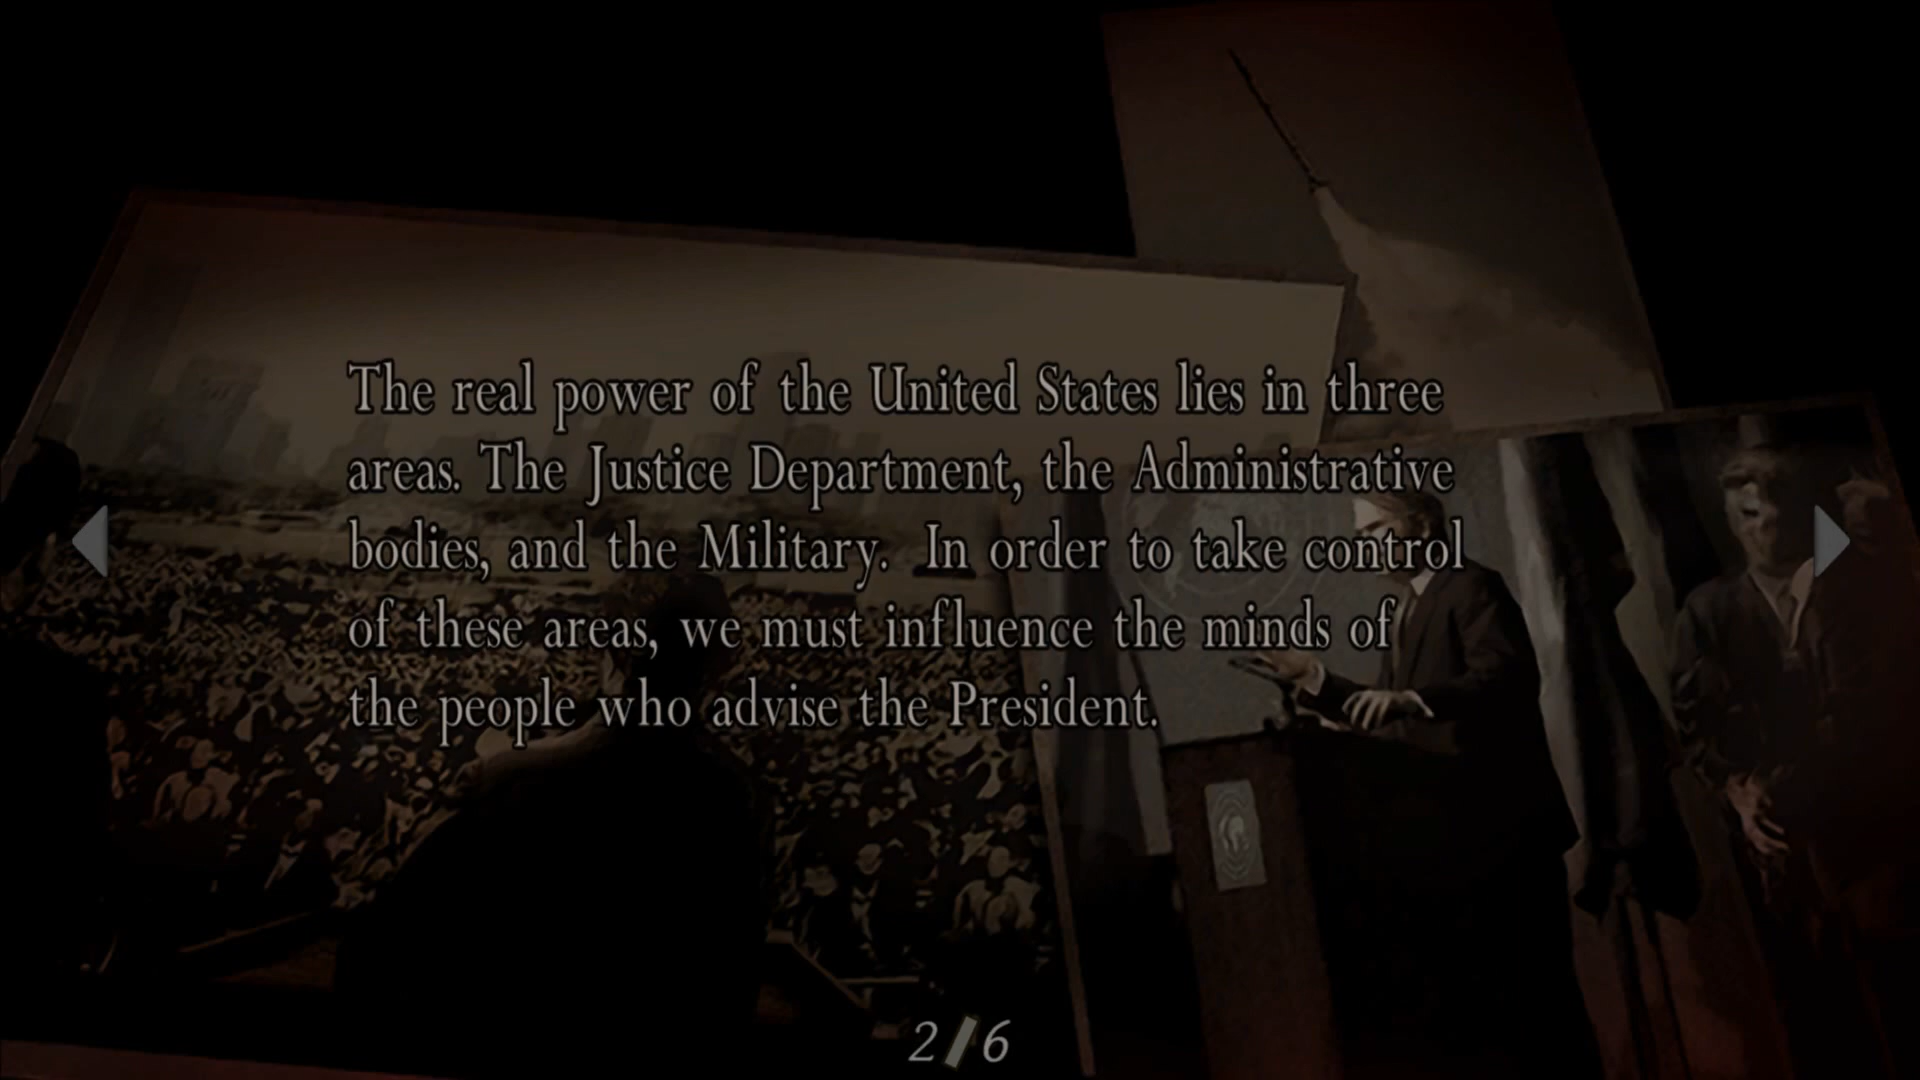 The real power of the United States lies in three
areas. The Justice Department, the Administrative
bodies, and the Military. In order to take control
of these areas, we must influence the minds of
the people who advise the President.
2/6